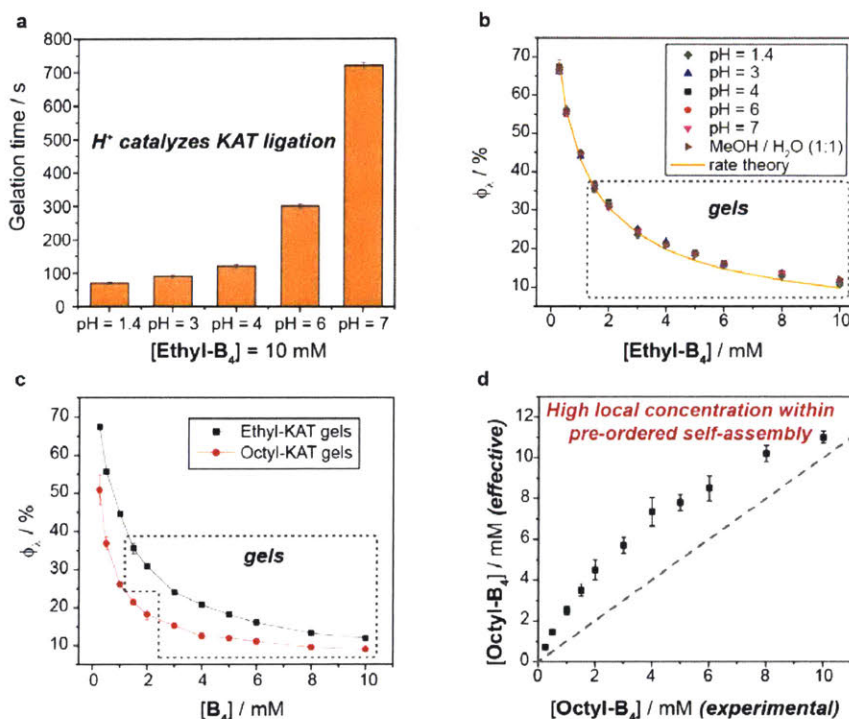 a
Gelation time / s
800
700
600
500
400
300
200
100
0
H⁺ catalyzes KAT ligation
pH = 1.4 pH = 3 pH = 4 pH = 6 pH = 7
[Ethyl-B₄] = 10 mM
b
ϕλ / %
70
60
50
40
30
20
10
pH = 1.4
pH = 3
pH = 4
pH = 6
pH = 7
MeOH / H₂O (1:1)
rate theory
gels
0 2 4 6 8 10
[Ethyl-B₄] / mM
c
ϕλ / %
70
60
50
40
30
20
10
Ethyl-KAT gels
Octyl-KAT gels
gels
0 2 4 6 8 10
[B₄] / mM
d
[Octyl-B₄] / mM (effective)
12
10
8
6
4
2
0
High local concentration within
pre-ordered self-assembly
0 2 4 6 8 10
[Octyl-B₄] / mM (experimental)